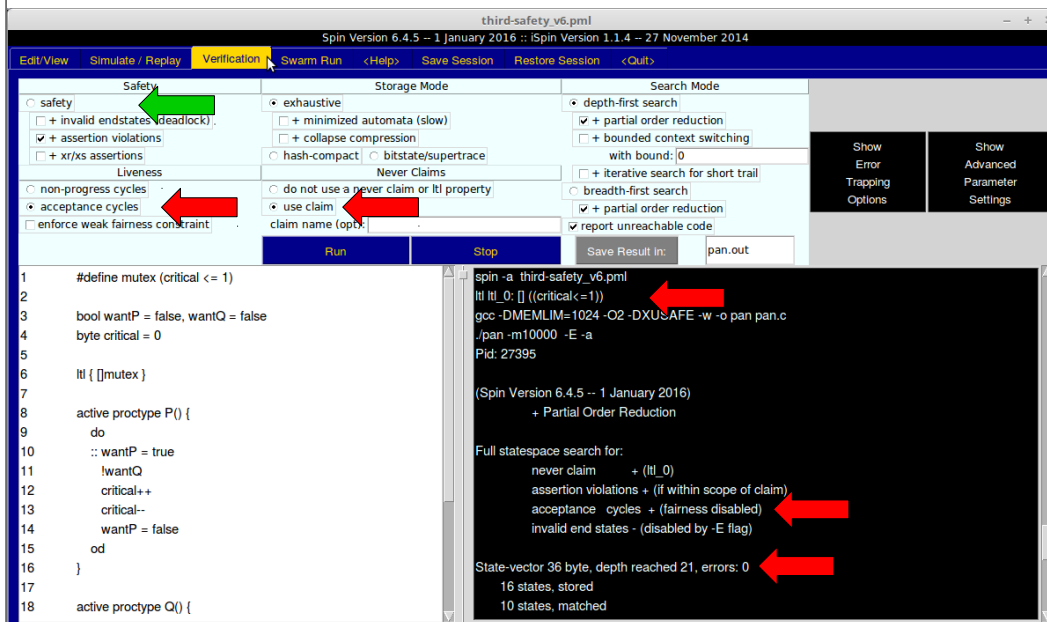 third-safety_v6.pml
Spin Version 6.4.5 -- 1 January 2016 :: iSpin Version 1.1.4 -- 27 November 2014
Edit/View Simulate / Replay Verification Swarm Run <Help> Save Session Restore Session <Quit>
Safety
safety
+ invalid endstates (deadlock)
+ assertion violations
+ xr/xs assertions
Liveness
non-progress cycles
acceptance cycles
enforce weak fairness constraint
Storage Mode
exhaustive
+ minimized automata (slow)
+ collapse compression
hash-compact bitstate/supertrace
Never Claims
do not use a never claim or ltl property
use claim
claim name (opt):
Search Mode
depth-first search
+ partial order reduction
+ bounded context switching
with bound: 0
+ iterative search for short trail
breadth-first search
+ partial order reduction
report unreachable code
Run Stop Save Result in: pan.out
Show
Error
Trapping
Options
Show
Advanced
Parameter
Settings
1 #define mutex (critical <= 1)
2
3 bool wantP = false, wantQ = false
4 byte critical = 0
5
6 ltl { []mutex }
7
8 active proctype P() {
9 do
10 :: wantP = true
11 !wantQ
12 critical++
13 critical--
14 wantP = false
15 od
16 }
17
18 active proctype Q() {
spin -a third-safety_v6.pml
ltl ltl_0: [] ((critical<=1))
gcc -DMEMLIM=1024 -O2 -DXUSAFE -w -o pan pan.c
./pan -m10000 -E -a
Pid: 27395
(Spin Version 6.4.5 -- 1 January 2016)
+ Partial Order Reduction
Full statespace search for:
never claim + (ltl_0)
assertion violations + (if within scope of claim)
acceptance cycles + (fairness disabled)
invalid end states - (disabled by -E flag)
State-vector 36 byte, depth reached 21, errors: 0
16 states, stored
10 states, matched